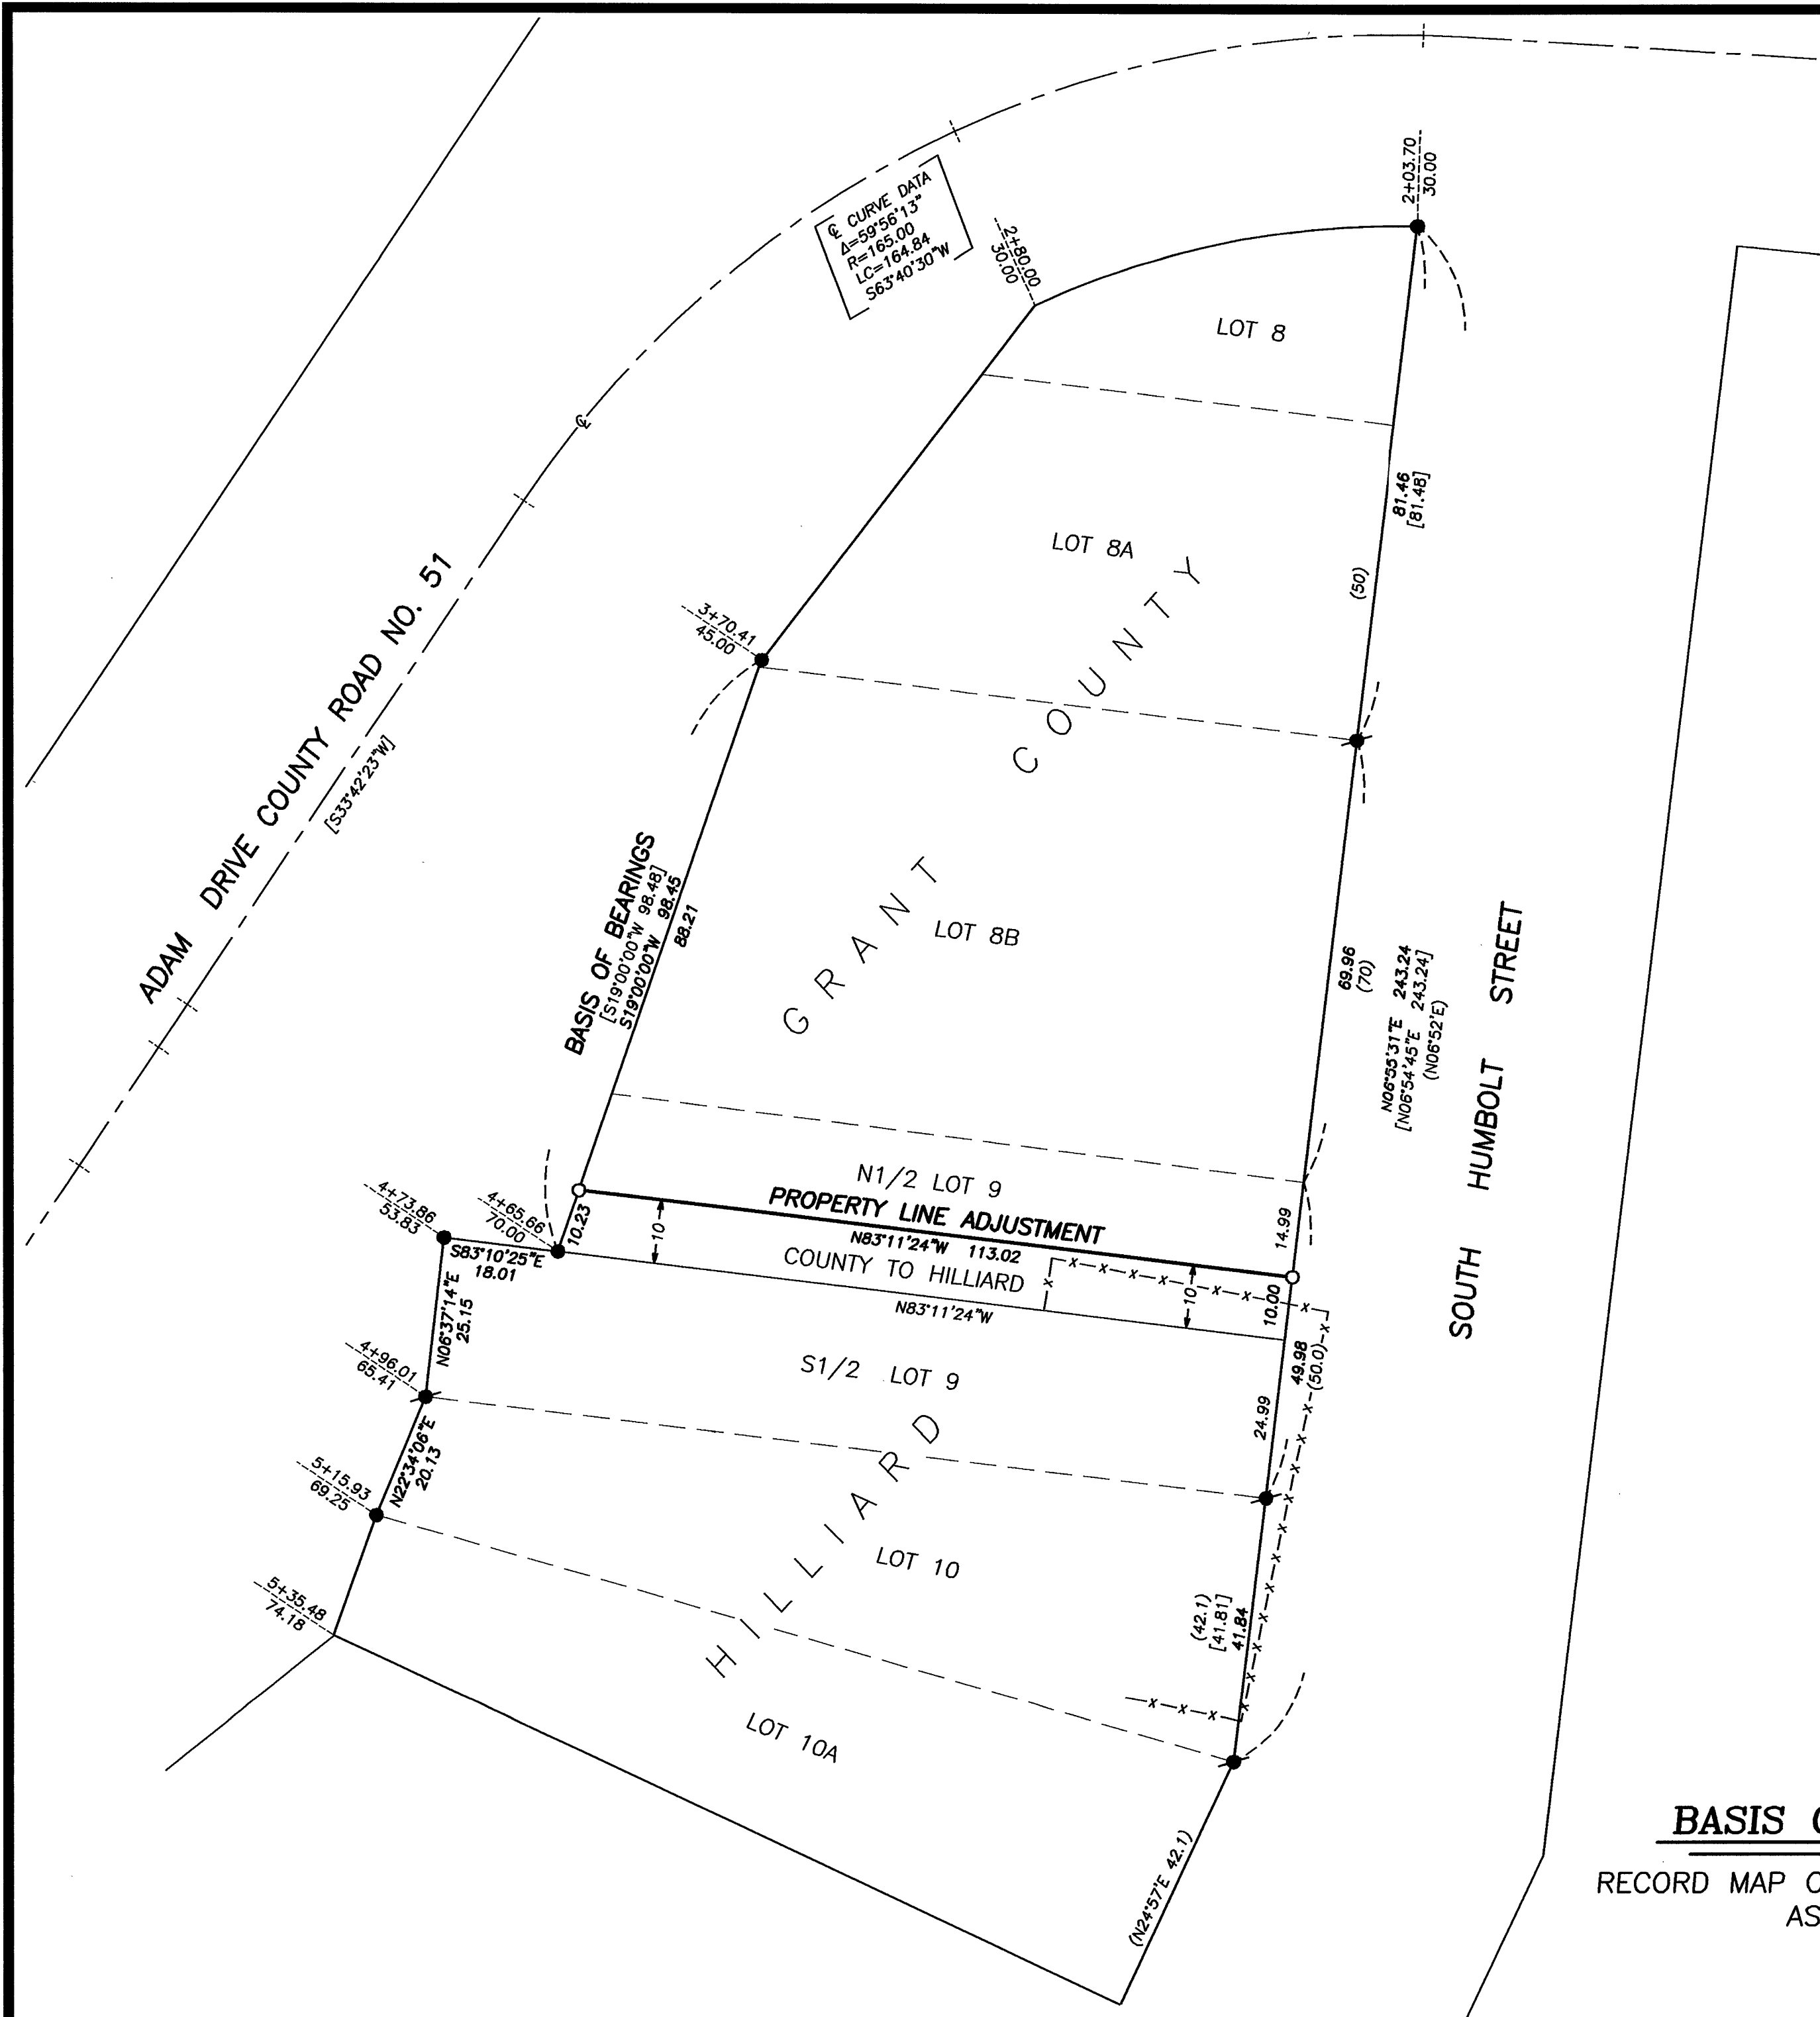 2+03.70
30.00
℄ CURVE DATA
Δ=59°56'13"
R=165.00
LC=164.84
S63°40'30"W
2+80.00
30.00
LOT 8
℄
81.46
[81.48]
LOT 8A
(50)
3+70.41
45.00
ADAM DRIVE COUNTY ROAD NO. 51
[S33°42'23"W]
GRANT COUNTY
BASIS OF BEARINGS
[S19°00'00"W 98.48]
S19°00'00"W 98.45
88.21
LOT 8B
69.96
(70)
N06°55'31"E 243.24
[N06°54'45"E 243.24]
(N06°52'E)
SOUTH HUMBOLT STREET
N1/2 LOT 9
PROPERTY LINE ADJUSTMENT
N83°11'24"W 113.02
COUNTY TO HILLIARD
N83°11'24"W
10
10
14.99
10.00
10.23
4+73.86
53.83
4+65.66
70.00
S83°10'25"E
18.01
N06°37'14"E
25.15
49.98
(50.0)
24.99
4+96.01
65.41
S1/2 LOT 9
N22°34'06"E
20.13
5+15.93
69.25
HILLIARD
LOT 10
(42.1)
[41.81]
41.84
5+35.48
74.18
LOT 10A
(N24°57'E 42.1)
BASIS
RECORD MAP
AS